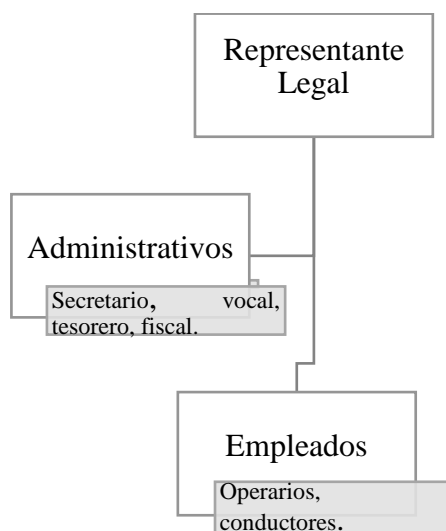 Representante
Legal
Administrativos
Secretario, vocal,
tesorero, fiscal.
Empleados
Operarios,
conductores.